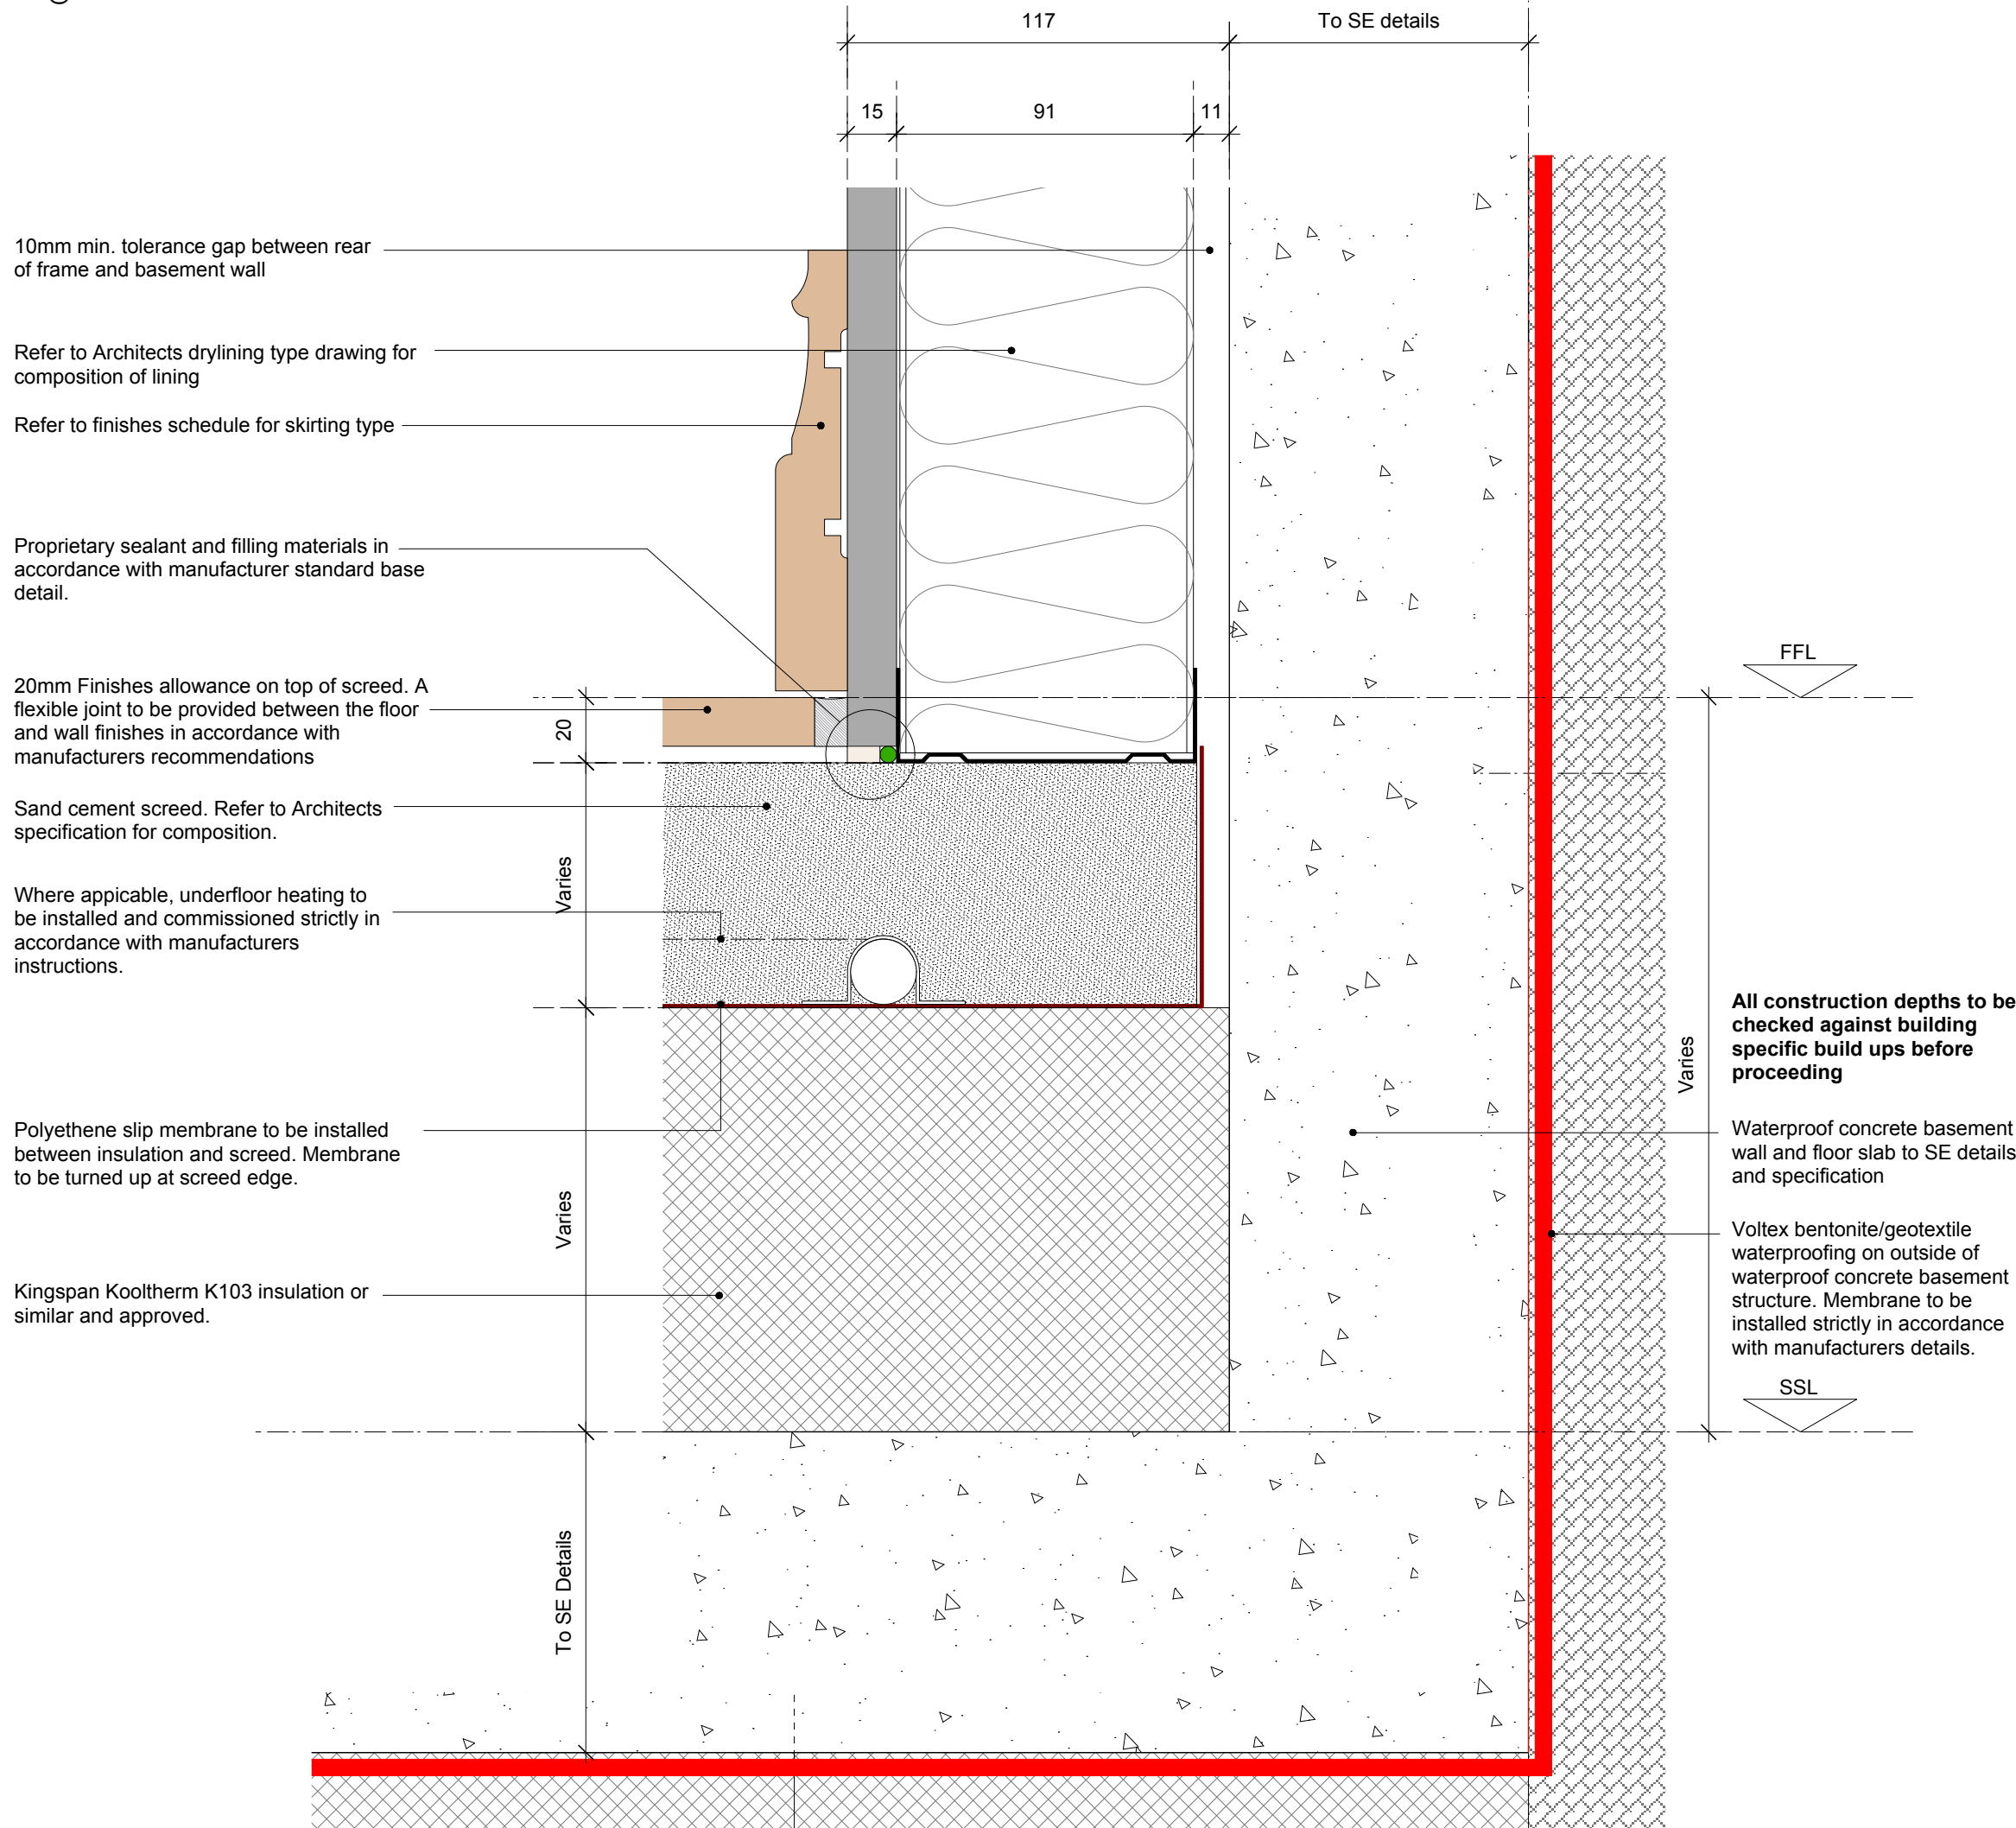 117
To SE details
15
91
11
10mm min. tolerance gap between rear
of frame and basement wall
Refer to Architects drylining type drawing for
composition of lining
Refer to finishes schedule for skirting type
Proprietary sealant and filling materials in
accordance with manufacturer standard base
detail.
20mm Finishes allowance on top of screed. A
flexible joint to be provided between the floor
and wall finishes in accordance with
manufacturers recommendations
Sand cement screed. Refer to Architects
specification for composition.
Where appicable, underfloor heating to
be installed and commissioned strictly in
accordance with manufacturers
instructions.
Polyethene slip membrane to be installed
between insulation and screed. Membrane
to be turned up at screed edge.
Kingspan Kooltherm K103 insulation or
similar and approved.
20
Varies
Varies
To SE Details
FFL
Varies
All construction depths to be
checked against building
specific build ups before
proceeding
Waterproof concrete basement
wall and floor slab to SE details
and specification
Voltex bentonite/geotextile
waterproofing on outside of
waterproof concrete basement
structure. Membrane to be
installed strictly in accordance
with manufacturers details.
SSL